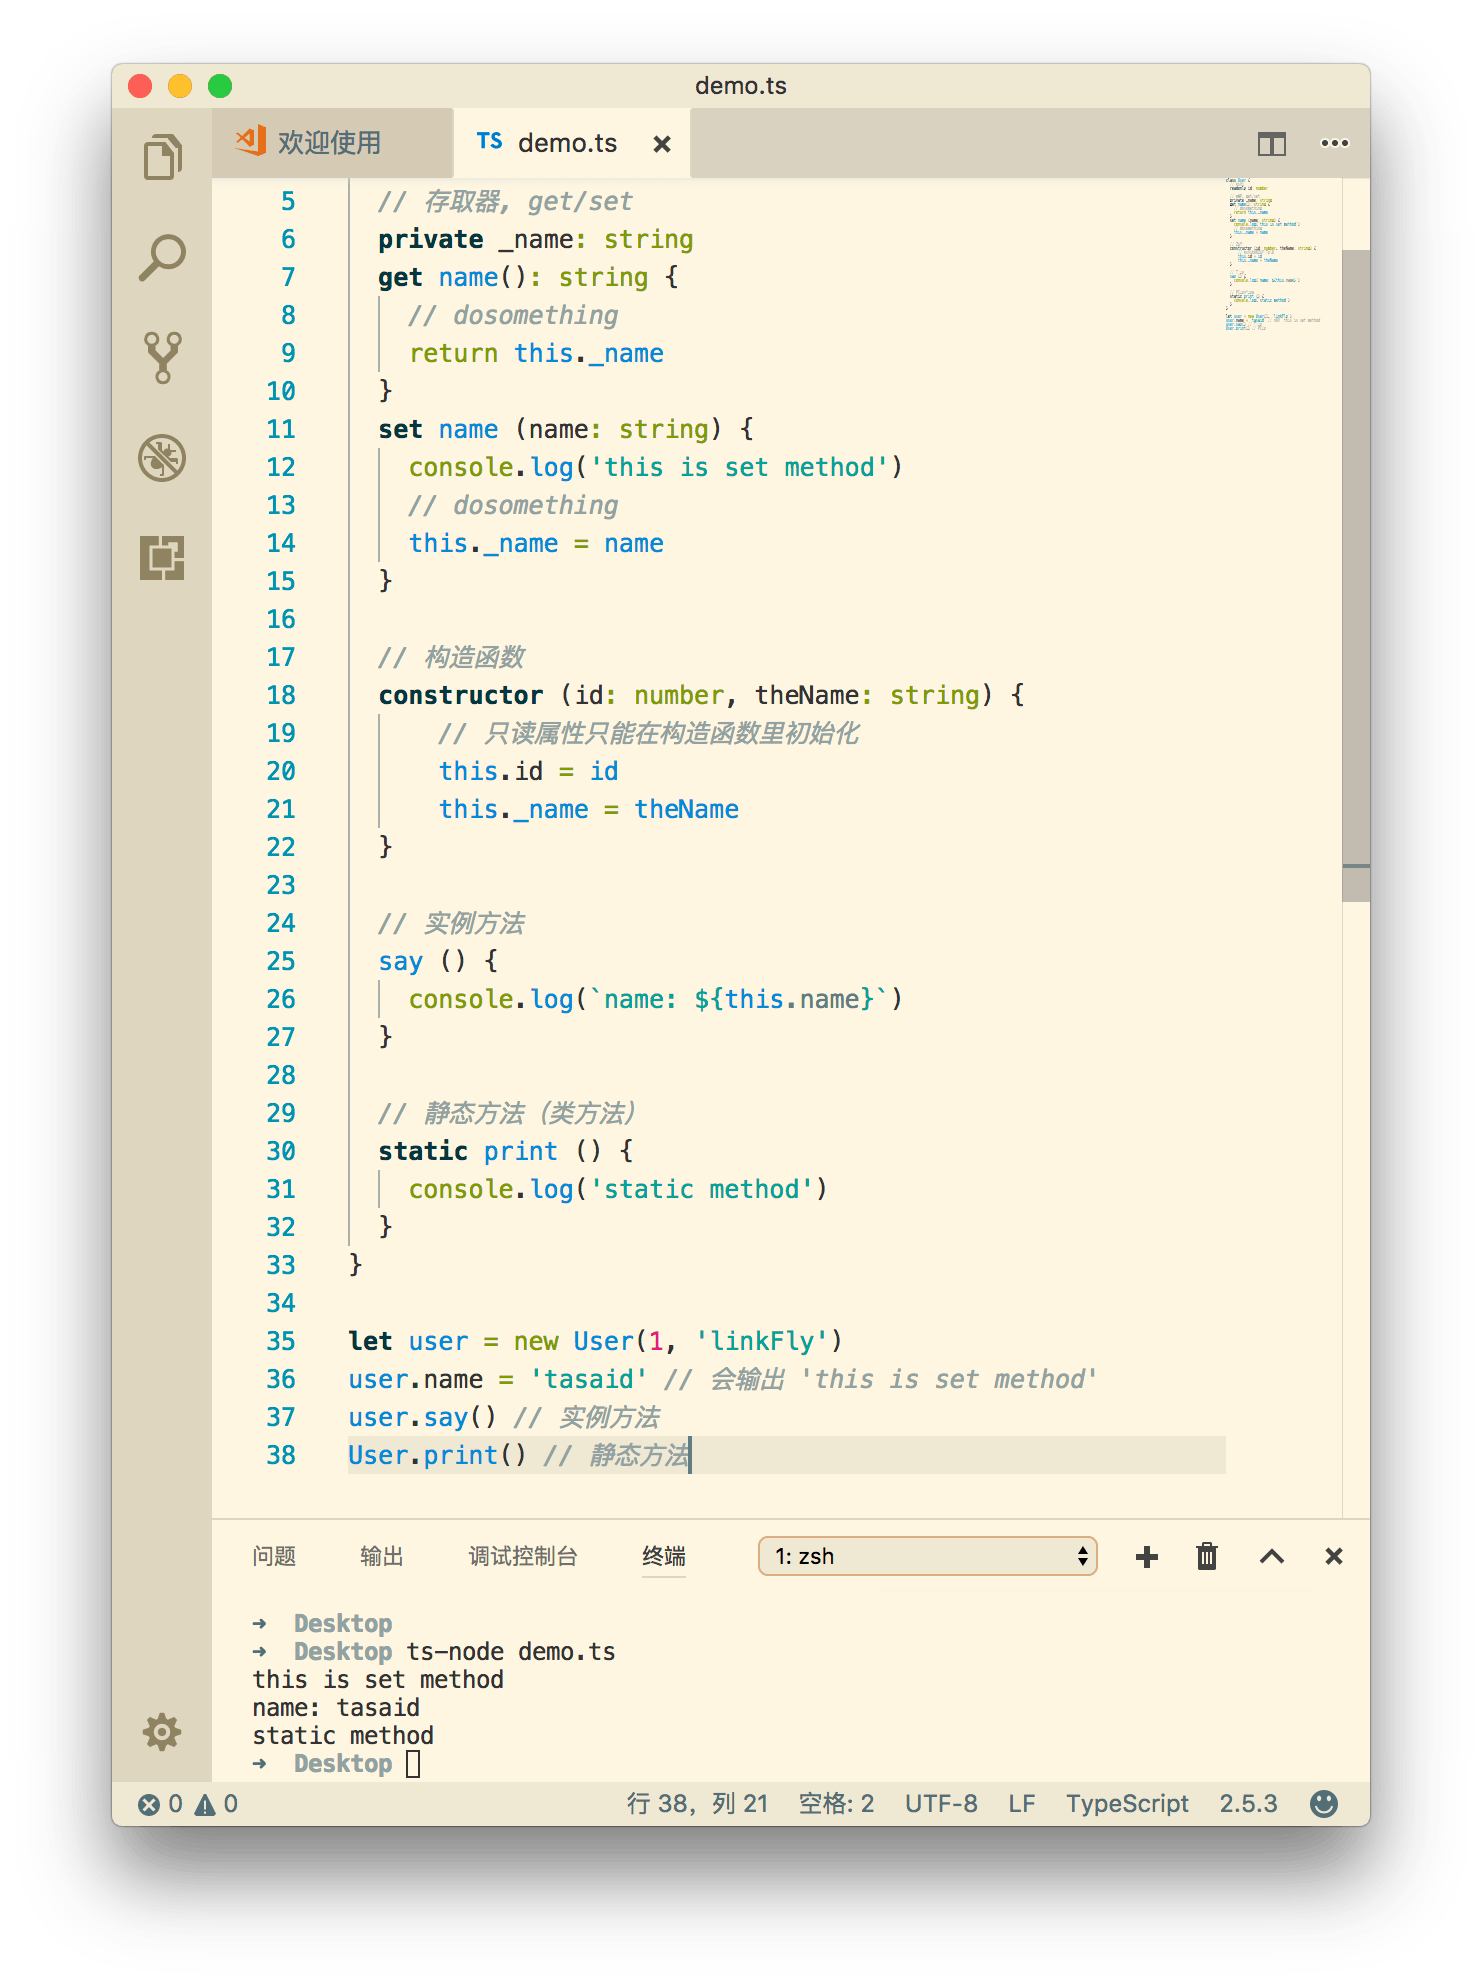 demo.ts
欢迎使用
TS demo.ts
5 // 存取器, get/set
6 private _name: string
7 get name(): string {
8 // dosomething
9 return this._name
10 }
11 set name (name: string) {
12 console.log('this is set method')
13 // dosomething
14 this._name = name
15 }
16
17 // 构造函数
18 constructor (id: number, theName: string) {
19 // 只读属性只能在构造函数里初始化
20 this.id = id
21 this._name = theName
22 }
23
24 // 实例方法
25 say () {
26 console.log(`name: ${this.name}`)
27 }
28
29 // 静态方法（类方法）
30 static print () {
31 console.log('static method')
32 }
33 }
34
35 let user = new User(1, 'linkFly')
36 user.name = 'tasaid' // 会输出 'this is set method'
37 user.say() // 实例方法
38 User.print() // 静态方法
问题 输出 调试控制台 终端 1: zsh
➜ Desktop
➜ Desktop ts-node demo.ts
this is set method
name: tasaid
static method
➜ Desktop
0 0 行 38，列 21 空格: 2 UTF-8 LF TypeScript 2.5.3